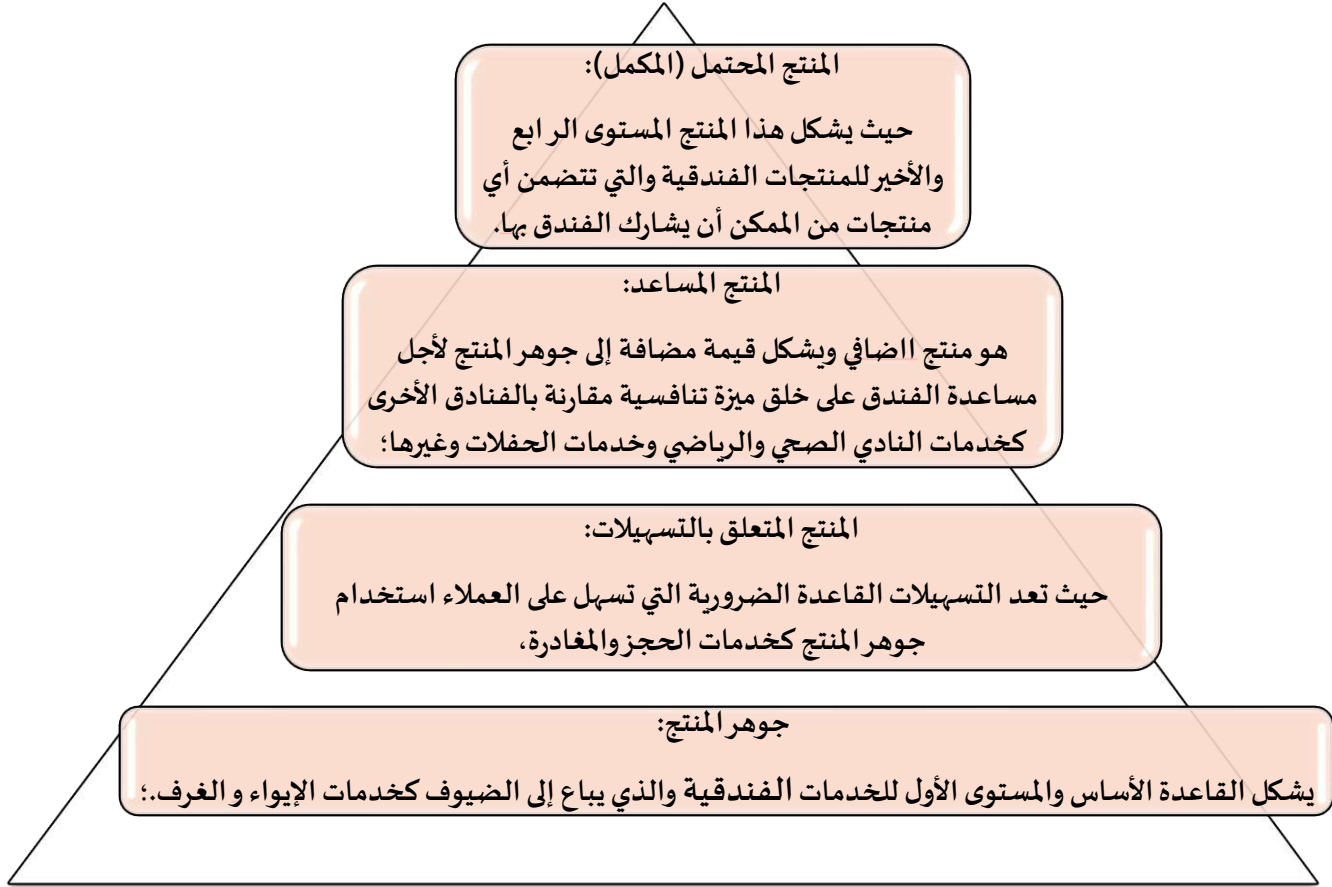 المنتج المحتمل (المكمل):
حيث يشكل هذا المنتج المستوى الرابع
والأخير للمنتجات الفندقية والتي تتضمن أي
منتجات من الممكن أن يشارك الفندق بها.
المنتج المساعد:
هو منتج ااضافي ويشكل قيمة مضافة إلى جوهر المنتج لأجل
مساعدة الفندق على خلق ميزة تنافسية مقارنة بالفنادق الأخرى
كخدمات النادي الصحي والرياضي وخدمات الحفلات وغيرها؛
المنتج المتعلق بالتسهيلات:
حيث تعد التسهيلات القاعدة الضرورية التي تسهل على العملاء استخدام
جوهر المنتج كخدمات الحجز والمغادرة،
جوهر المنتج:
يشكل القاعدة الأساس والمستوى الأول للخدمات الفندقية والذي يباع إلى الضيوف كخدمات الإيواء والغرف.؛